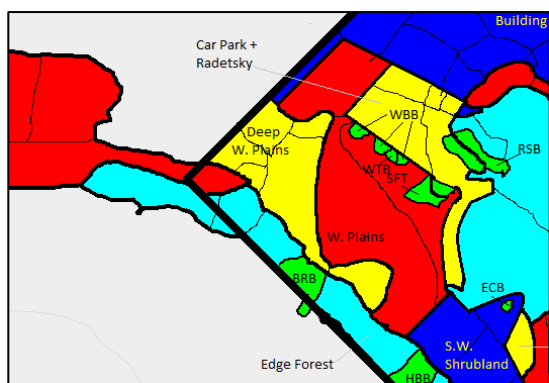 Building
Car Park +
Radetsky
WBB
Deep
W. Plains
RSB
WTB
SFT
W. Plains
BRB
ECB
S.W.
Shrubland
Edge Forest
HBB